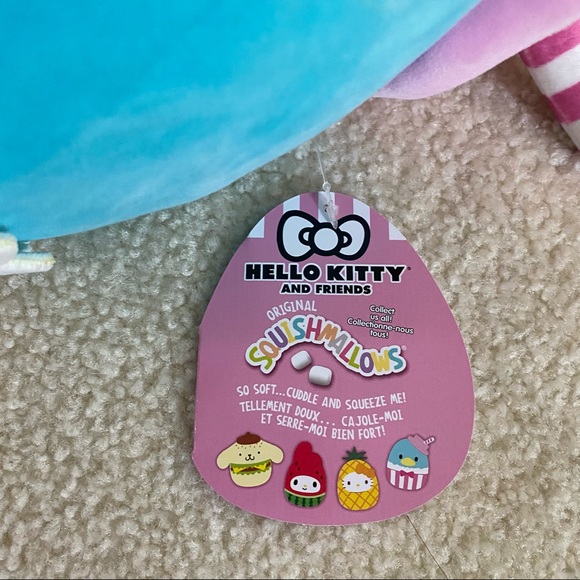 HELLO KITTY®
AND FRIENDS
ORIGINAL
SQUISHMALLOWS®
Collect
us all!
Collectionne-nous
tous!
SO SOFT...CUDDLE AND SQUEEZE ME!
TELLEMENT DOUX... CAJOLE-MOI
ET SERRE-MOI BIEN FORT!